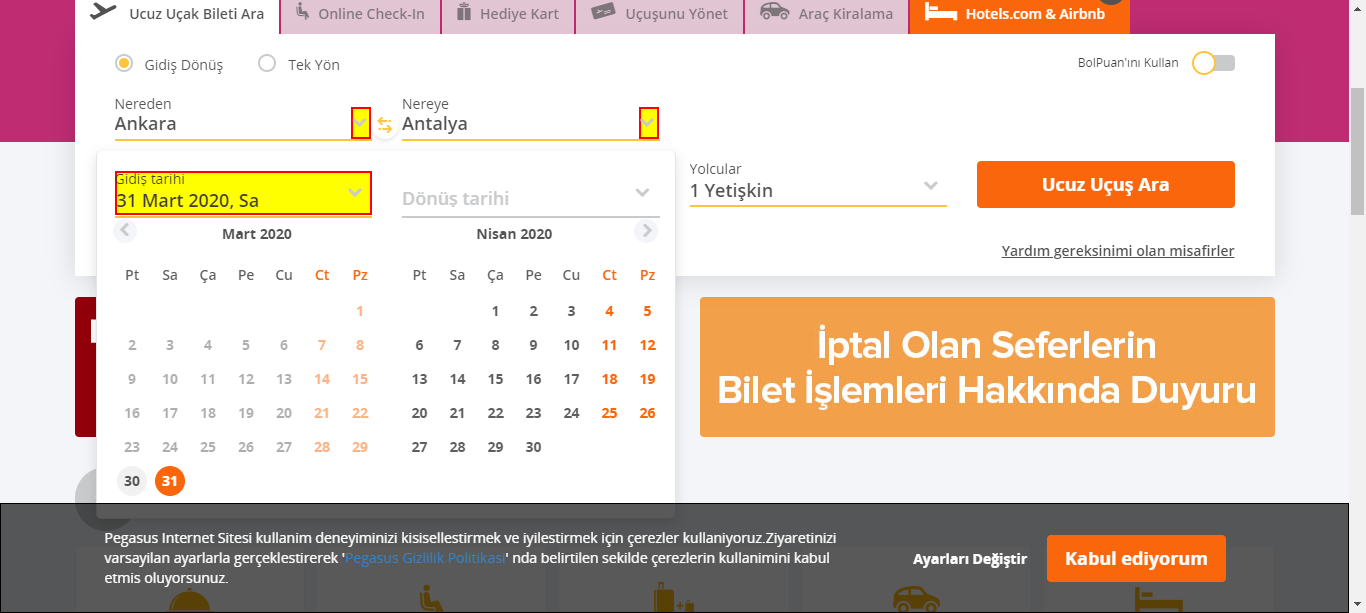 Ucuz Uçak Bileti Ara
Online Check-In
Hediye Kart
Uçuşunu Yönet
Araç Kiralama
Hotels.com & Airbnb
Gidiş Dönüş
Tek Yön
BolPuan'ını Kullan
Nereden
Ankara
Nereye
Antalya
Gidiş tarihi
31 Mart 2020, Sa
Dönüş tarihi
Yolcular
1 Yetişkin
Ucuz Uçuş Ara
Yardım gereksinimi olan misafirler
Mart 2020
Pt Sa Ça Pe Cu Ct Pz
1
2 3 4 5 6 7 8
9 10 11 12 13 14 15
16 17 18 19 20 21 22
23 24 25 26 27 28 29
30 31
Nisan 2020
Pt Sa Ça Pe Cu Ct Pz
1 2 3 4 5
6 7 8 9 10 11 12
13 14 15 16 17 18 19
20 21 22 23 24 25 26
27 28 29 30
İptal Olan Seferlerin
Bilet İşlemleri Hakkında Duyuru
Pegasus Internet Sitesi kullanim deneyiminizi kisisellestirmek ve iyilestirmek için çerezler kullaniyoruz.Ziyaretinizi
varsayilan ayarlarla gerçeklestirerek 'Pegasus Gizlilik Politikasi' nda belirtilen sekilde çerezlerin kullanimini kabul
etmis oluyorsunuz.
Ayarları Değiştir
Kabul ediyorum